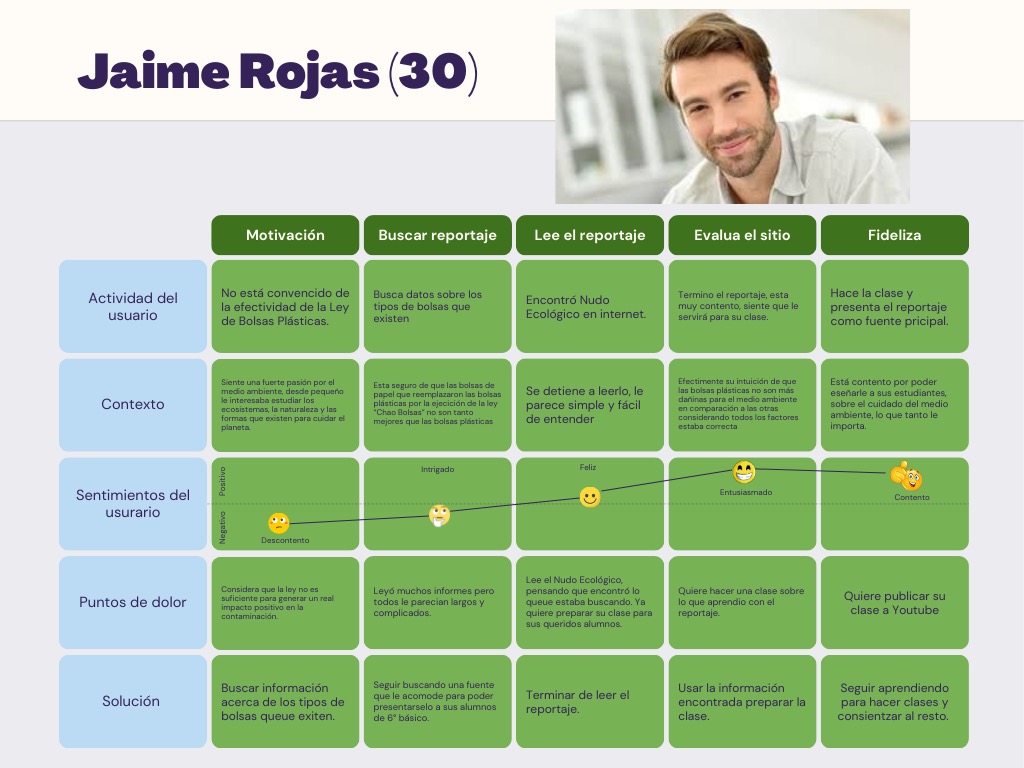 Jaime Rojas (30)
Motivación
Buscar reportaje
Lee el reportaje
Evalua el sitio
Fideliza
Actividad del
usuario
No está convencido de
la efectividad de la Ley
de Bolsas Plásticas.
Busca datos sobre los
tipos de bolsas que
existen
Encontró Nudo
Ecológico en internet.
Termino el reportaje, esta
muy contento, siente que le
servirá para su clase.
Hace la clase y
presenta el reportaje
como fuente pricipal.
Contexto
Siente una fuerte pasión por el
medio ambiente, desde pequeño
le interesaba estudiar los
ecosistemas, la naturaleza y las
formas que existen para cuidar el
planeta.
Esta seguro de que las bolsas de
papel que reemplazaron las bolsas
plásticas por la ejecición de la ley
"Chao Bolsas" no son tanto
mejores que las bolsas plásticas
Se detiene a leerlo, le
parece simple y fácil
de entender
Efectimente su intuición de que
las bolsas plásticas no son más
dañinas para el medio ambiente
en comparación a las otras
considerando todos los factores
estaba correcta
Está contento por poder
eseñarle a sus estudiantes,
sobre el cuidado del medio
ambiente, lo que tanto le
importa.
Sentimientos del
usurario
Positivo
Negativo
Descontento
Intrigado
Feliz
Entusiasmado
Contento
Puntos de dolor
Considera que la ley no es
suficiente para generar un real
impacto positivo en la
contaminación.
Leyó muchos informes pero
todos le parecian largos y
complicados.
Lee el Nudo Ecológico,
pensando que encontró lo
queue estaba buscando. Ya
quiere preparar su clase para
sus queridos alumnos.
Quiere hacer una clase sobre
lo que aprendio con el
reportaje.
Quiere publicar su
clase a Youtube
Solución
Buscar información
acerca de los tipos de
bolsas queue exiten.
Seguir buscando una fuente
que le acomode para poder
presentarselo a sus alumnos
de 6° básico.
Terminar de leer el
reportaje.
Usar la información
encontrada preparar la
clase.
Seguir aprendiendo
para hacer clases y
consientzar al resto.